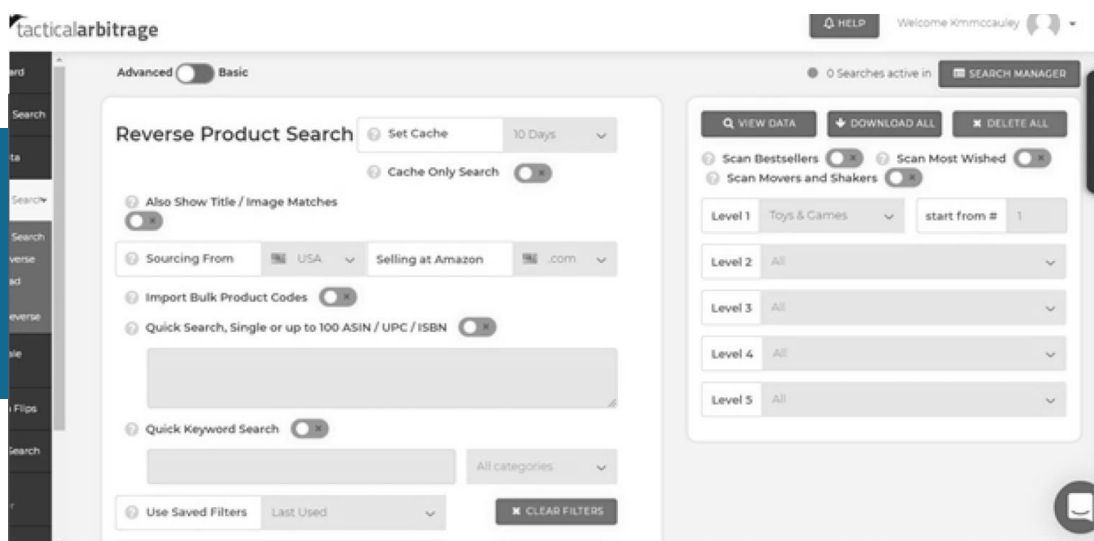 tacticalarbitrage
HELP
Welcome Kmmccauley
Advanced Basic
0 Searches active in
SEARCH MANAGER
Reverse Product Search
Set Cache
10 Days
Cache Only Search
Also Show Title / Image Matches
Sourcing From
USA
Selling at Amazon
.com
Import Bulk Product Codes
Quick Search, Single or up to 100 ASIN / UPC / ISBN
Quick Keyword Search
All categories
Use Saved Filters
Last Used
CLEAR FILTERS
VIEW DATA
DOWNLOAD ALL
DELETE ALL
Scan Bestsellers
Scan Most Wished
Scan Movers and Shakers
Level 1
Toys & Games
start from #
1
Level 2
All
Level 3
All
Level 4
All
Level 5
All
ard
Search
ta
Search
Search
verse
ad
everse
ale
Flips
Search